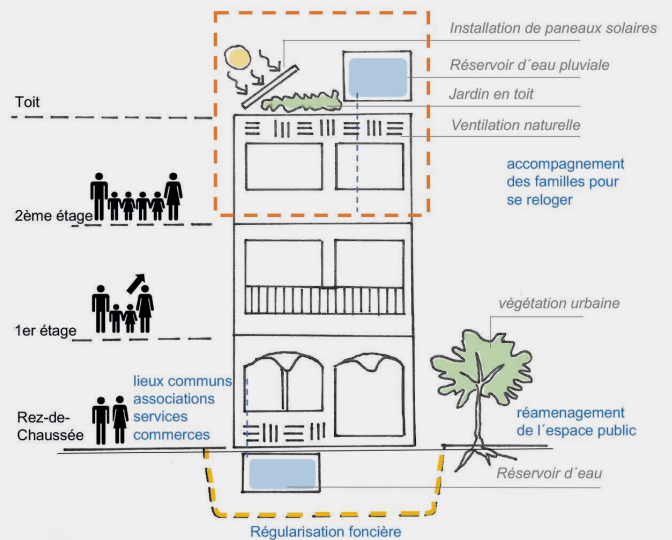 Installation de paneaux solaires
Réservoir d´eau pluviale
Jardin en toit
Toit
Ventilation naturelle
accompagnement
des familles pour
se reloger
2ème étage
végétation urbaine
1er étage
lieux communs
associations
services
commerces
Rez-de-
Chaussée
réamenagement
de l´espace public
Réservoir d´eau
Régularisation foncière